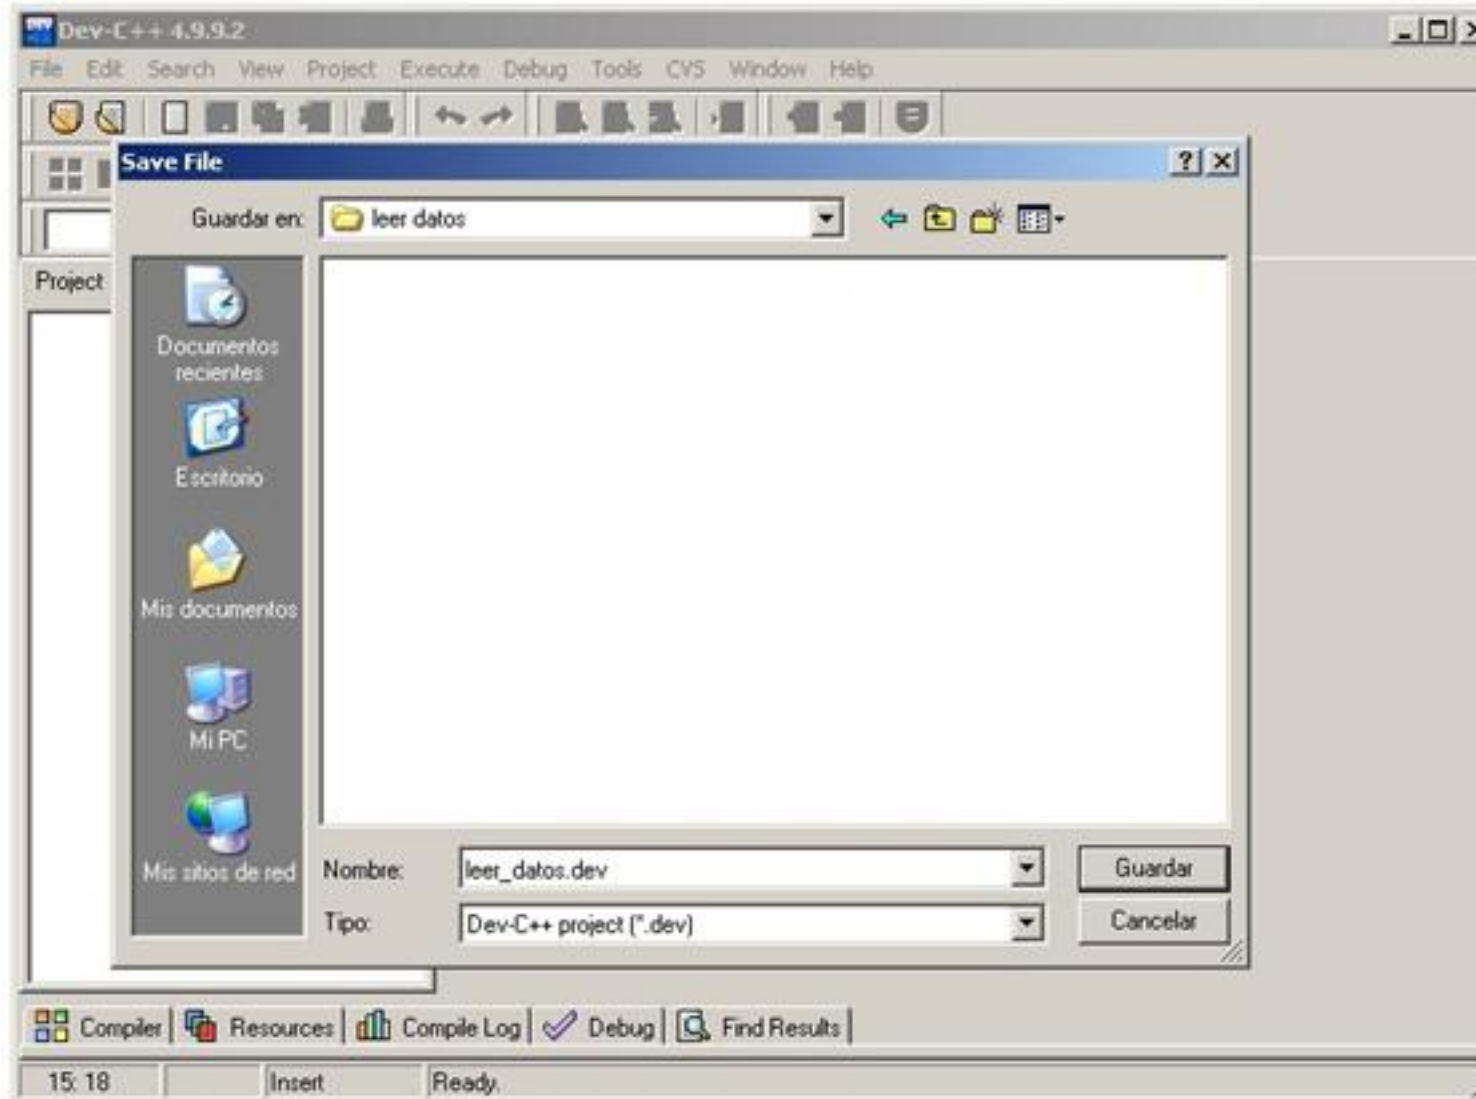 Dev-C++ 4.9.9.2
File Edit Search View Project Execute Debug Tools CVS Window Help
Save File
Guardar en: leer datos
Project
Documentos
recientes
Escritorio
Mis documentos
Mi PC
Mis sitios de red
Nombre: leer_datos.dev Guardar
Tipo: Dev-C++ project (*.dev) Cancelar
Compiler Resources Compile Log Debug Find Results
15: 18 Insert Ready.